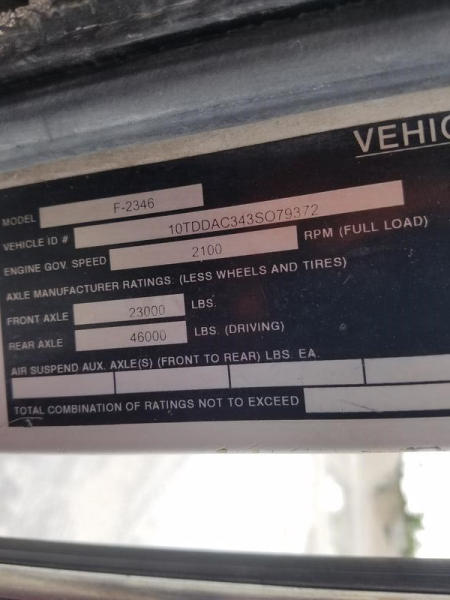 VEHIC
MODEL F-2346
VEHICLE ID # 10TDDAC343SO79372
ENGINE GOV. SPEED 2100 RPM (FULL LOAD)
AXLE MANUFACTURER RATINGS: (LESS WHEELS AND TIRES)
FRONT AXLE 23000 LBS.
REAR AXLE 46000 LBS. (DRIVING)
AIR SUSPEND AUX. AXLE(S) (FRONT TO REAR) LBS. EA.
TOTAL COMBINATION OF RATINGS NOT TO EXCEED